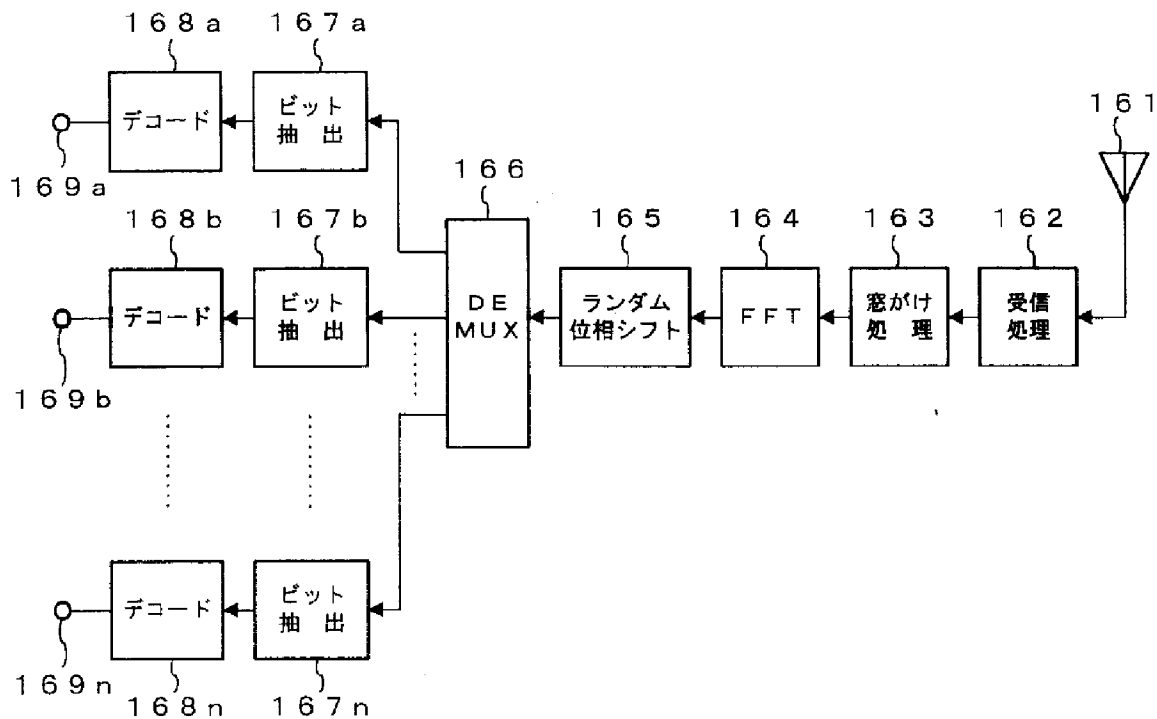 168a
167a
161
デコード
ビット
抽 出
169a
166
168b
167b
165
164
163
162
デコード
ビット
抽 出
DE
MUX
ランダム
位相シフト
FFT
窓がけ
処 理
受信
処理
169b
デコード
ビット
抽 出
169n
168n
167n